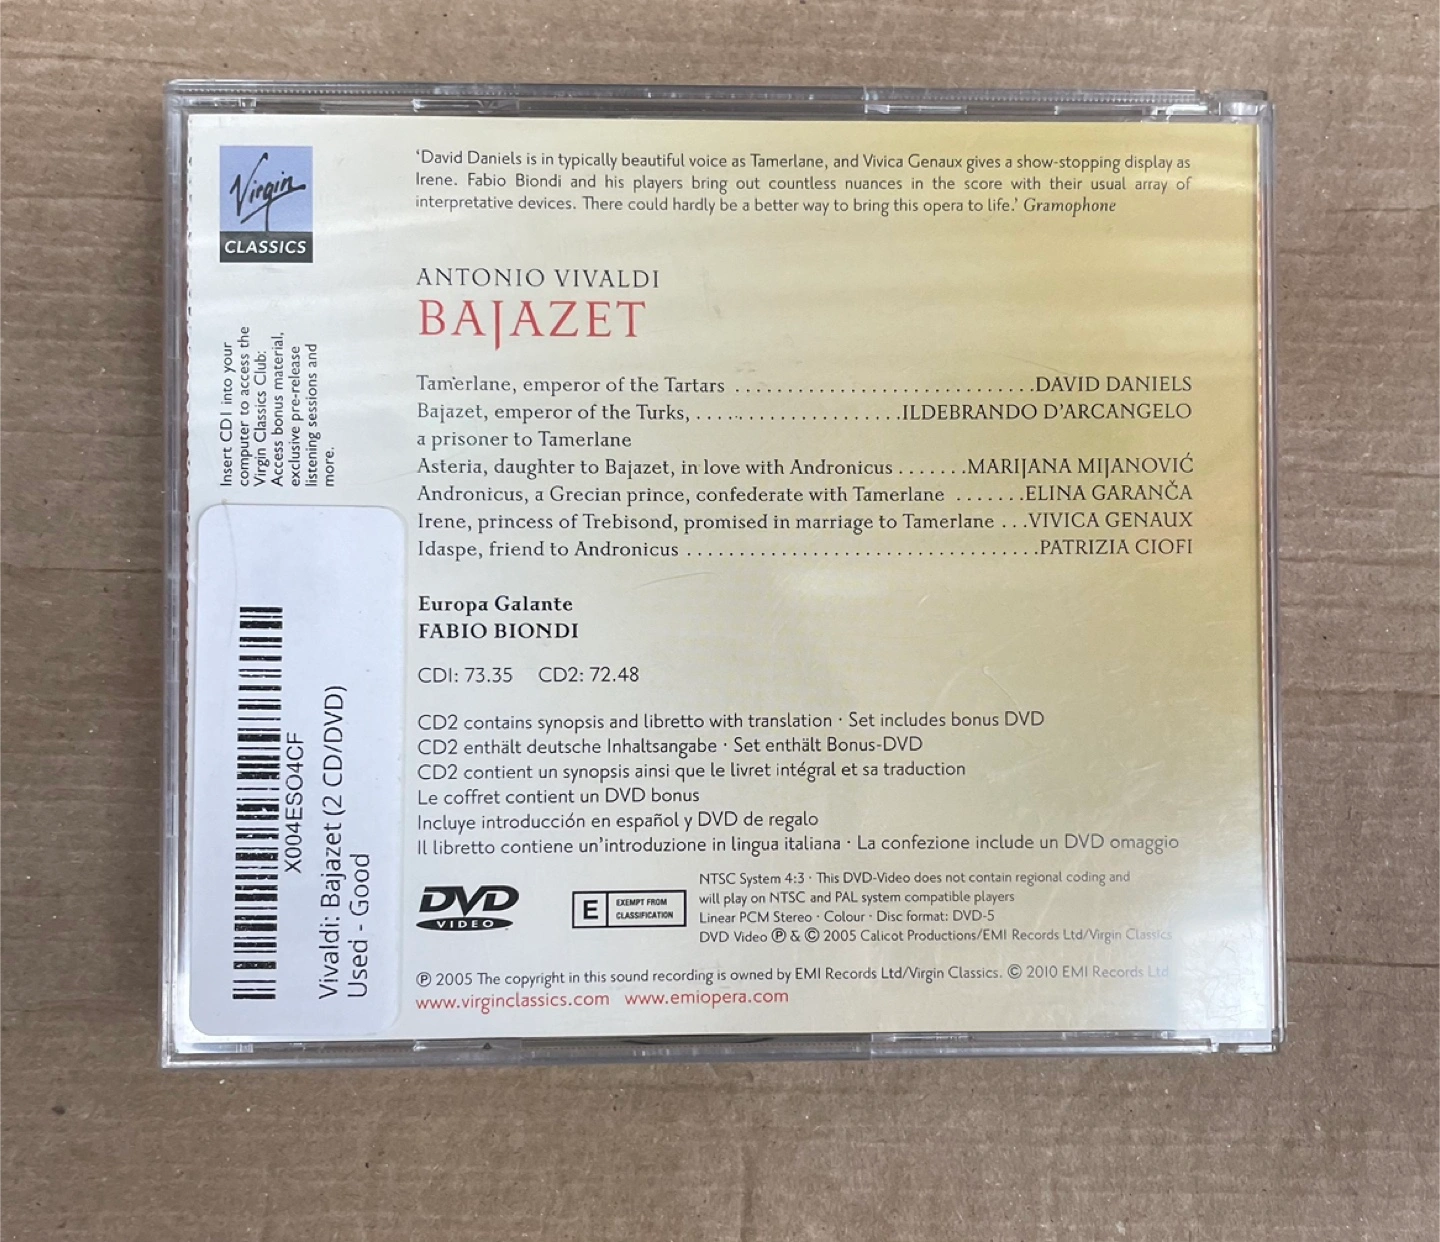 Virgin
CLASSICS
Insert CD1 into your
computer to access the
Virgin Classics Club:
Access bonus material,
exclusive pre-release
listening sessions and
more.
‘David Daniels is in typically beautiful voice as Tamerlane, and Vivica Genaux gives a show-stopping display as
Irene. Fabio Biondi and his players bring out countless nuances in the score with their usual array of
interpretative devices. There could hardly be a better way to bring this opera to life.’ Gramophone
ANTONIO VIVALDI
BAJAZET
Tamerlane, emperor of the Tartars ............................. DAVID DANIELS
Bajazet, emperor of the Turks, .................... ILDEBRANDO D’ARCANGELO
a prisoner to Tamerlane
Asteria, daughter to Bajazet, in love with Andronicus ....... MARIJANA MIJANOVIĆ
Andronicus, a Grecian prince, confederate with Tamerlane ....... ELINA GARANČA
Irene, princess of Trebisond, promised in marriage to Tamerlane ... VIVICA GENAUX
Idaspe, friend to Andronicus .................................. PATRIZIA CIOFI
Europa Galante
FABIO BIONDI
CD1: 73.35 CD2: 72.48
CD2 contains synopsis and libretto with translation · Set includes bonus DVD
CD2 enthält deutsche Inhaltsangabe · Set enthält Bonus-DVD
CD2 contient un synopsis ainsi que le livret intégral et sa traduction
Le coffret contient un DVD bonus
Incluye introducción en español y DVD de regalo
Il libretto contiene un’introduzione in lingua italiana · La confezione include un DVD omaggio
DVD
VIDEO
E
EXEMPT FROM
CLASSIFICATION
NTSC System 4:3 · This DVD-Video does not contain regional coding and
will play on NTSC and PAL system compatible players
Linear PCM Stereo · Colour · Disc format: DVD-5
DVD Video ℗ & © 2005 Calicot Productions/EMI Records Ltd/Virgin Classics
℗ 2005 The copyright in this sound recording is owned by EMI Records Ltd/Virgin Classics. © 2010 EMI Records Ltd
www.virginclassics.com www.emiopera.com
X004ESO4CF
Vivaldi: Bajazet (2 CD/DVD)
Used - Good